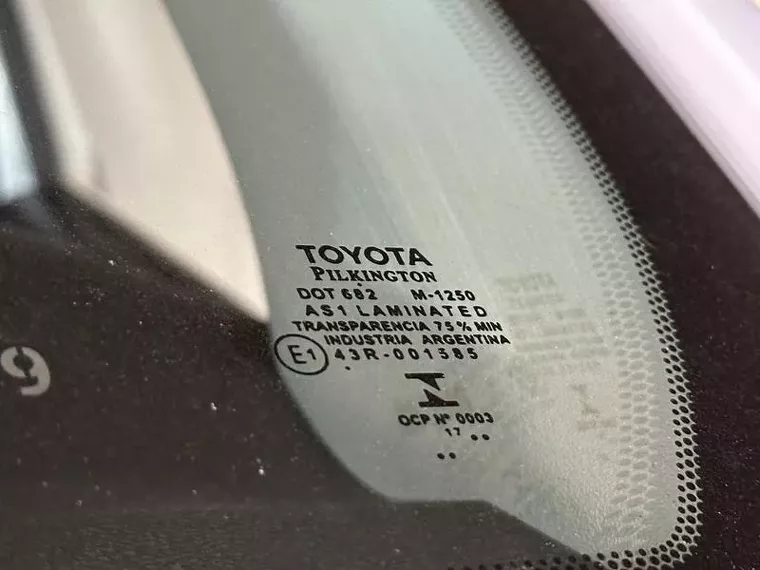 TOYOTA
PILKINGTON
DOT 682 M-1250
AS1 LAMINATED
TRANSPARENCIA 75% MIN
INDUSTRIA ARGENTINA
E1 43R-001585
OCP Nº 0003
17
9